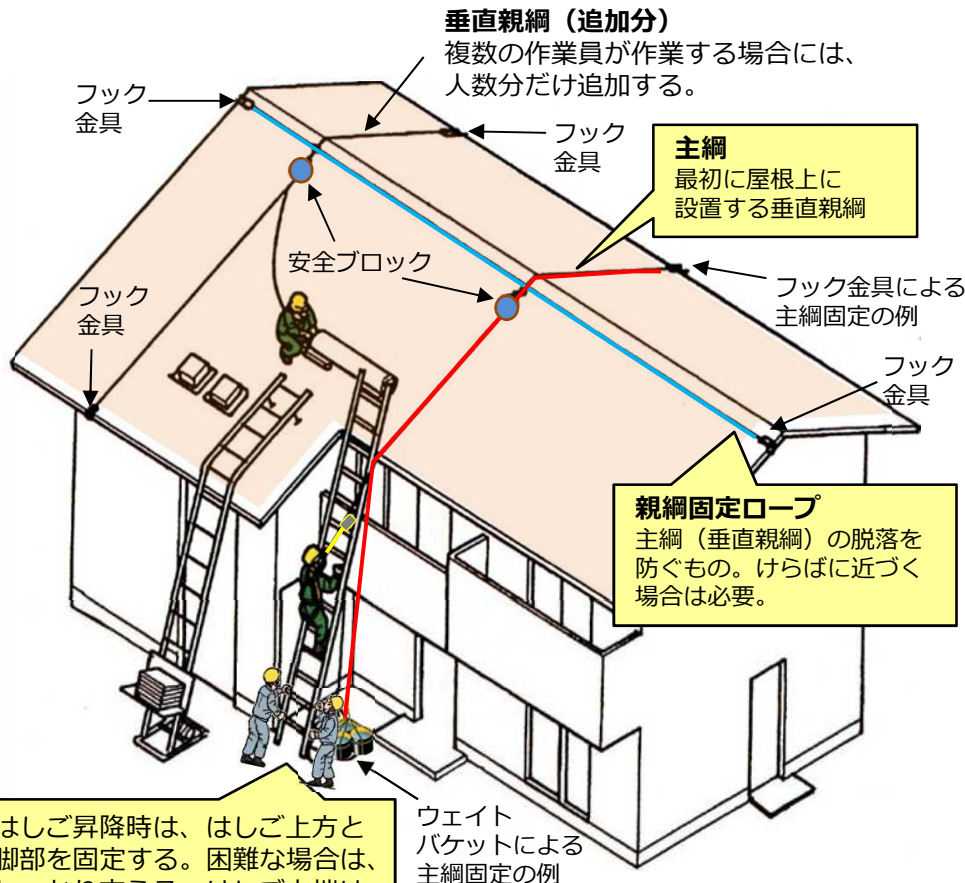 垂直親綱（追加分）
複数の作業員が作業する場合には、
人数分だけ追加する。
フック
金具
フック
金具
主綱
最初に屋根上に
設置する垂直親綱
安全ブロック
フック金具による
主綱固定の例
フック
金具
フック
金具
親綱固定ロープ
主綱（垂直親綱）の脱落を
防ぐもの。けらばに近づく
場合は必要。
はしご昇降時は、はしご上方と
脚部を固定する。困難な場合は、
ウェイト
バケットによる
主綱固定の例